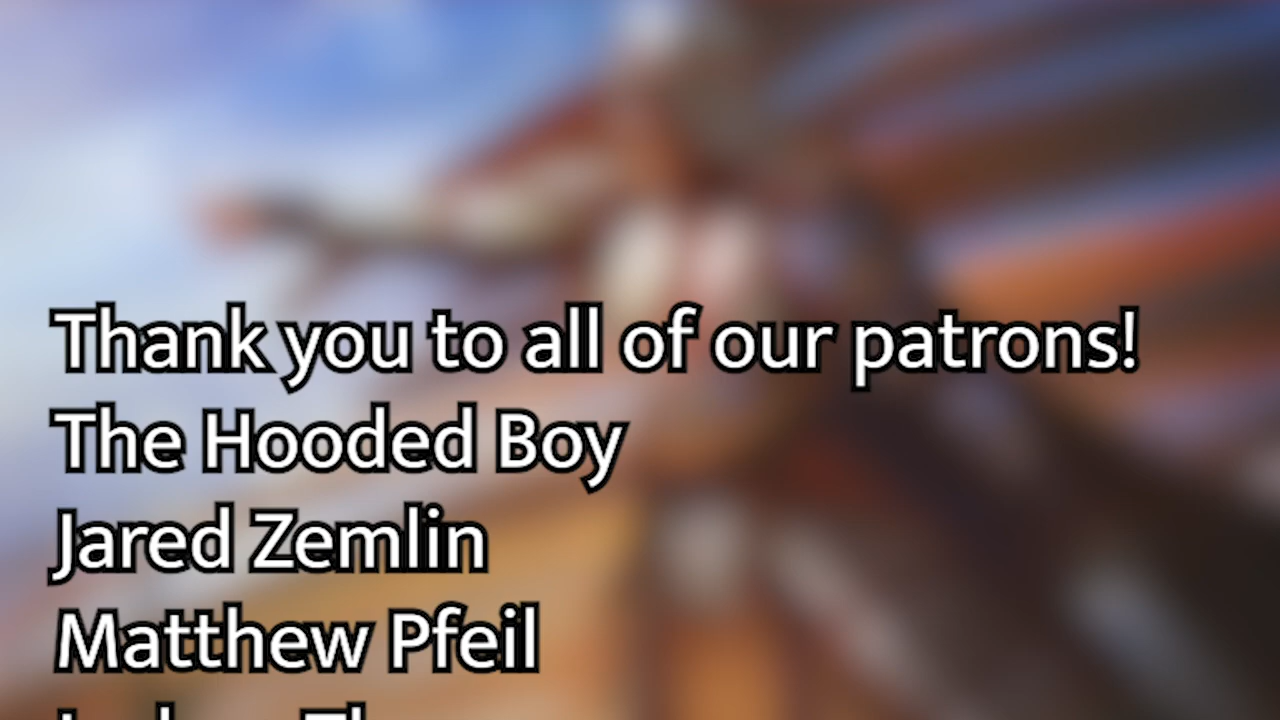 Thank you to all of our patrons!
The Hooded Boy
Jared Zemlin
Matthew Pfeil